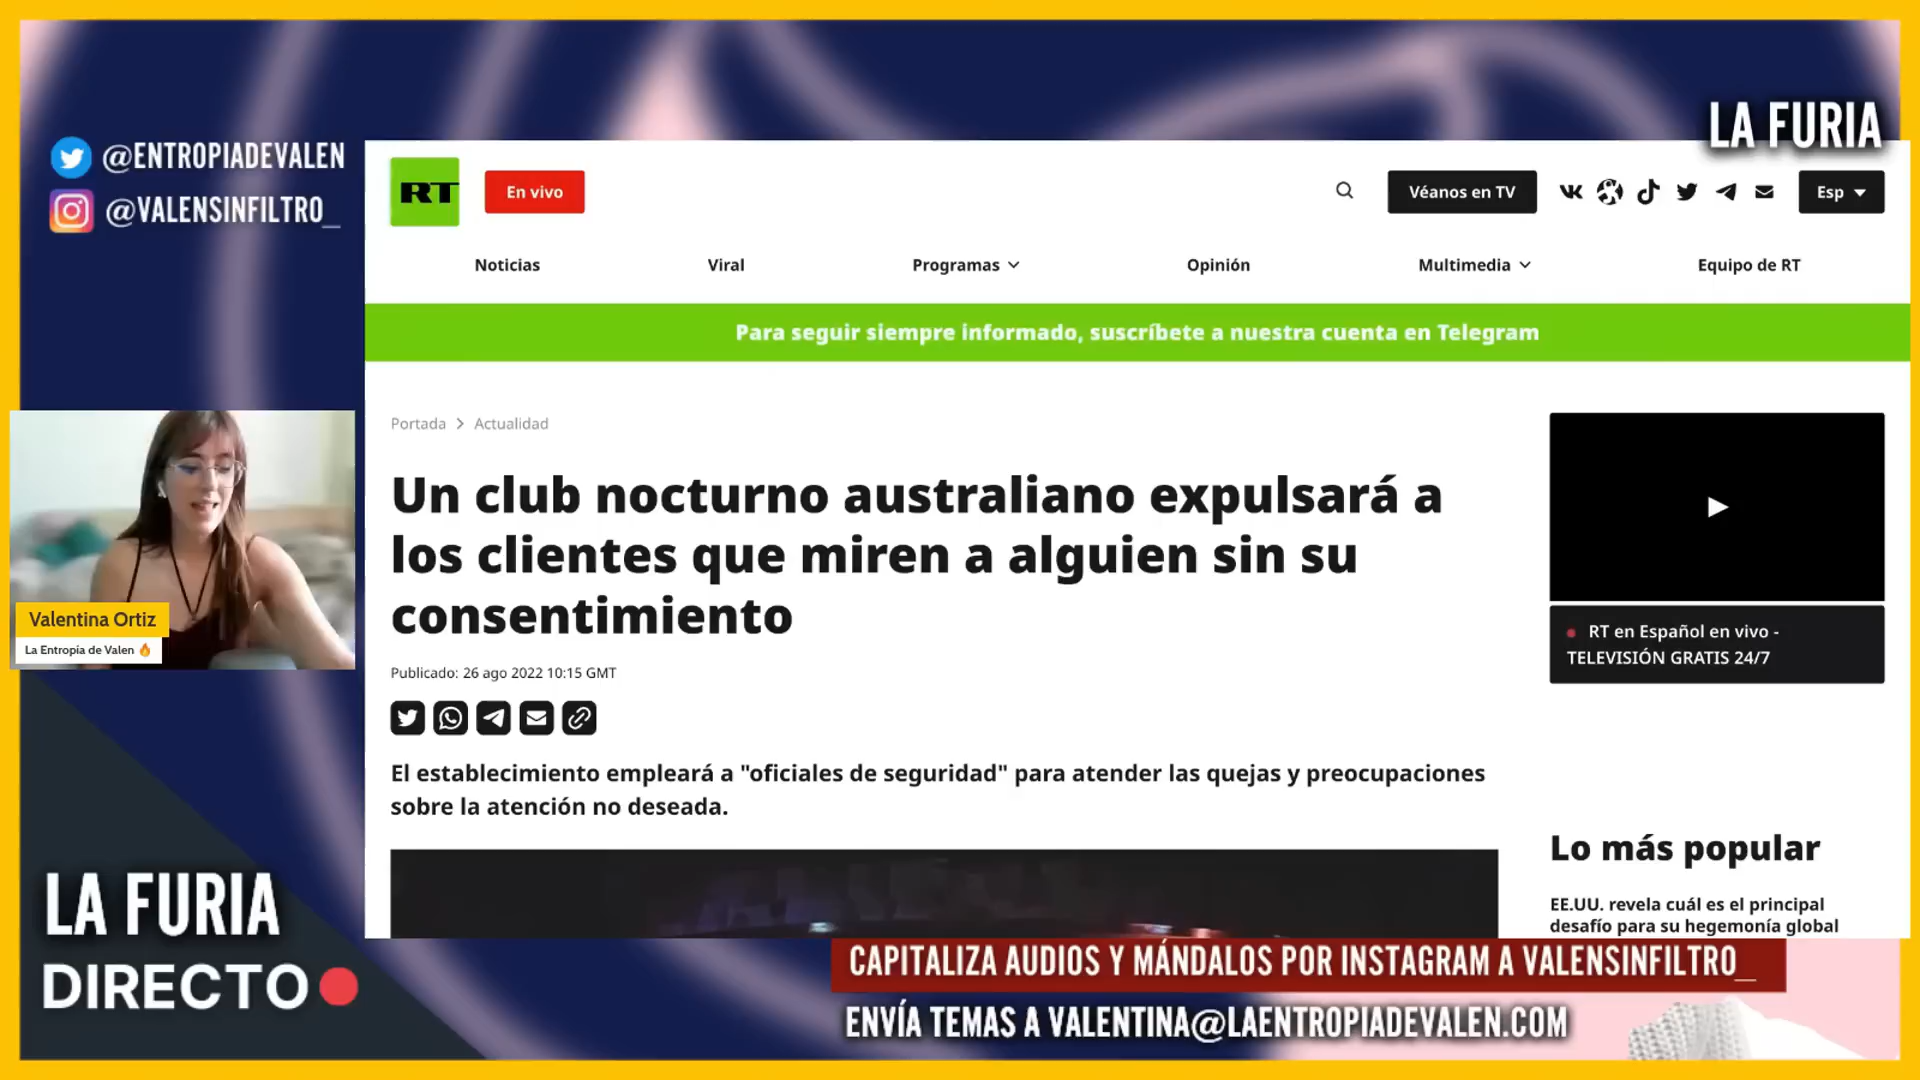 LA FURIA
@ENTROPIADEVALEN
@VALENSINFILTRO_
RT
En vivo
Véanos en TV
Esp
Noticias
Viral
Programas
Opinión
Multimedia
Equipo de RT
Para seguir siempre informado, suscríbete a nuestra cuenta en Telegram
Portada > Actualidad
Un club nocturno australiano expulsará a
los clientes que miren a alguien sin su
consentimiento
Publicado: 26 ago 2022 10:15 GMT
El establecimiento empleará a "oficiales de seguridad" para atender las quejas y preocupaciones
sobre la atención no deseada.
RT en Español en vivo -
TELEVISIÓN GRATIS 24/7
Lo más popular
EE.UU. revela cuál es el principal
desafío para su hegemonía global
Valentina Ortiz
La Entropía de Valen
LA FURIA
DIRECTO
CAPITALIZA AUDIOS Y MÁNDALOS POR INSTAGRAM A VALENSINFILTRO_
ENVÍA TEMAS A VALENTINA@LAENTROPIADEVALEN.COM